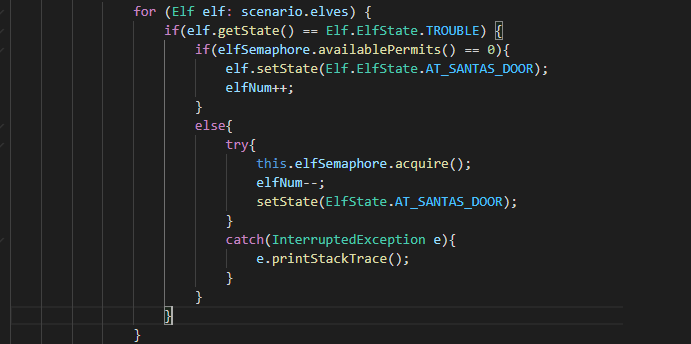 for (Elf elf: scenario.elves) {
if(elf.getState() == Elf.ElfState.TROUBLE) {
if(elfSemaphore.availablePermits() == 0){
elf.setState(Elf.ElfState.AT_SANTAS_DOOR);
elfNum++;
}
else{
try{
this.elfSemaphore.acquire();
elfNum--;
setState(ElfState.AT_SANTAS_DOOR);
}
catch(InterruptedException e){
e.printStackTrace();
}
}
}
}